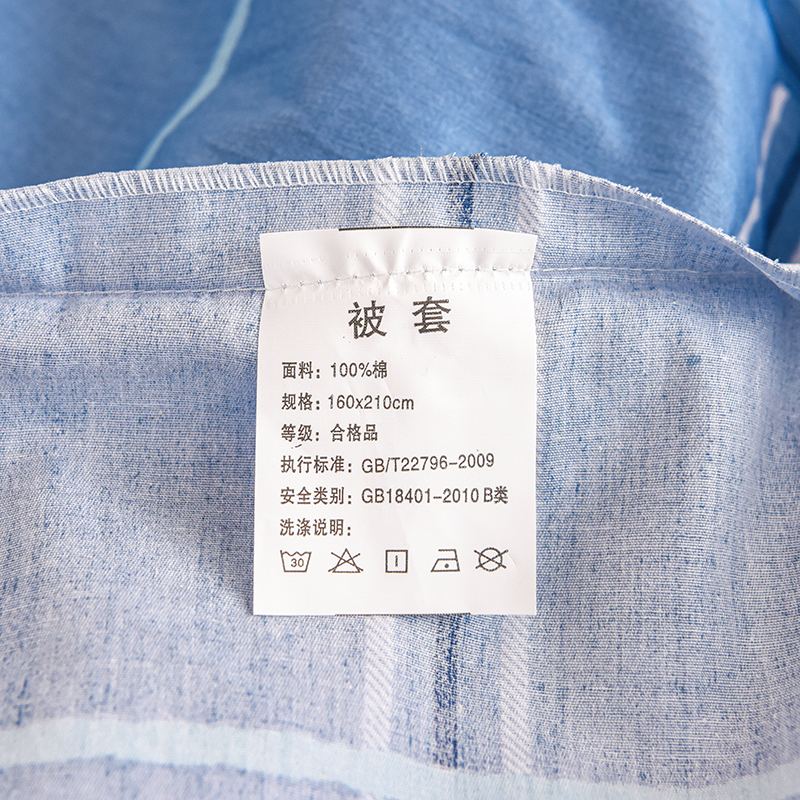 被套
面料：100%棉
规格：160x210cm
等级：合格品
执行标准：GB/T22796-2009
安全类别：GB18401-2010 B类
洗涤说明：
30